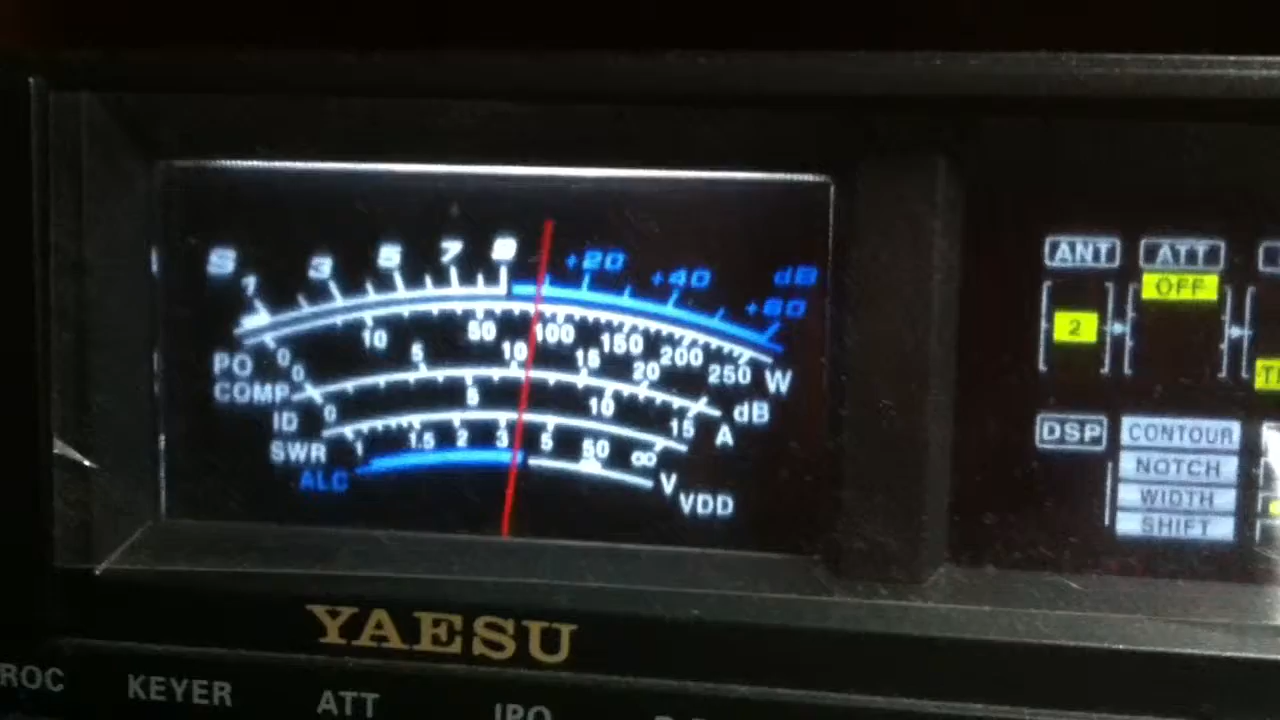 S 1 3 5 7 9 +20 +40 +60 dB
PO 0 10 50 100 150 200 250 W
COMP 0 5 10 15 20 dB
ID 0 5 10 15 A
SWR 1 1.5 2 3 5 50 ∞ V
ALC VDD
ANT ATT
OFF
2
DSP CONTOUR
NOTCH
WIDTH
SHIFT
YAESU
ROC KEYER ATT IPO